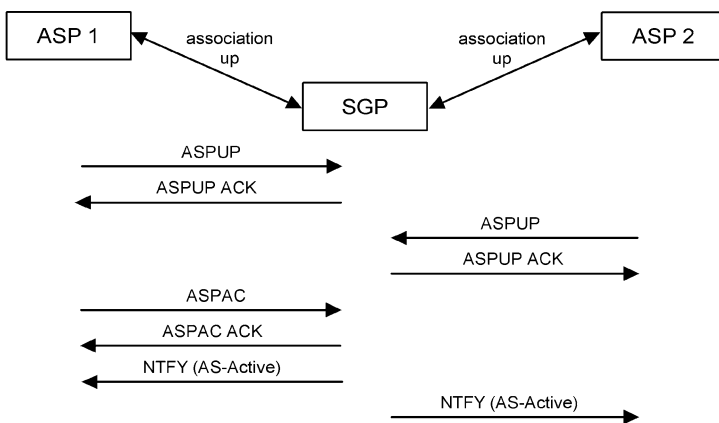 ASP 1
association
up
association
up
ASP 2
SGP
ASPUP
ASPUP ACK
ASPUP
ASPUP ACK
ASPAC
ASPAC ACK
NTFY (AS-Active)
NTFY (AS-Active)